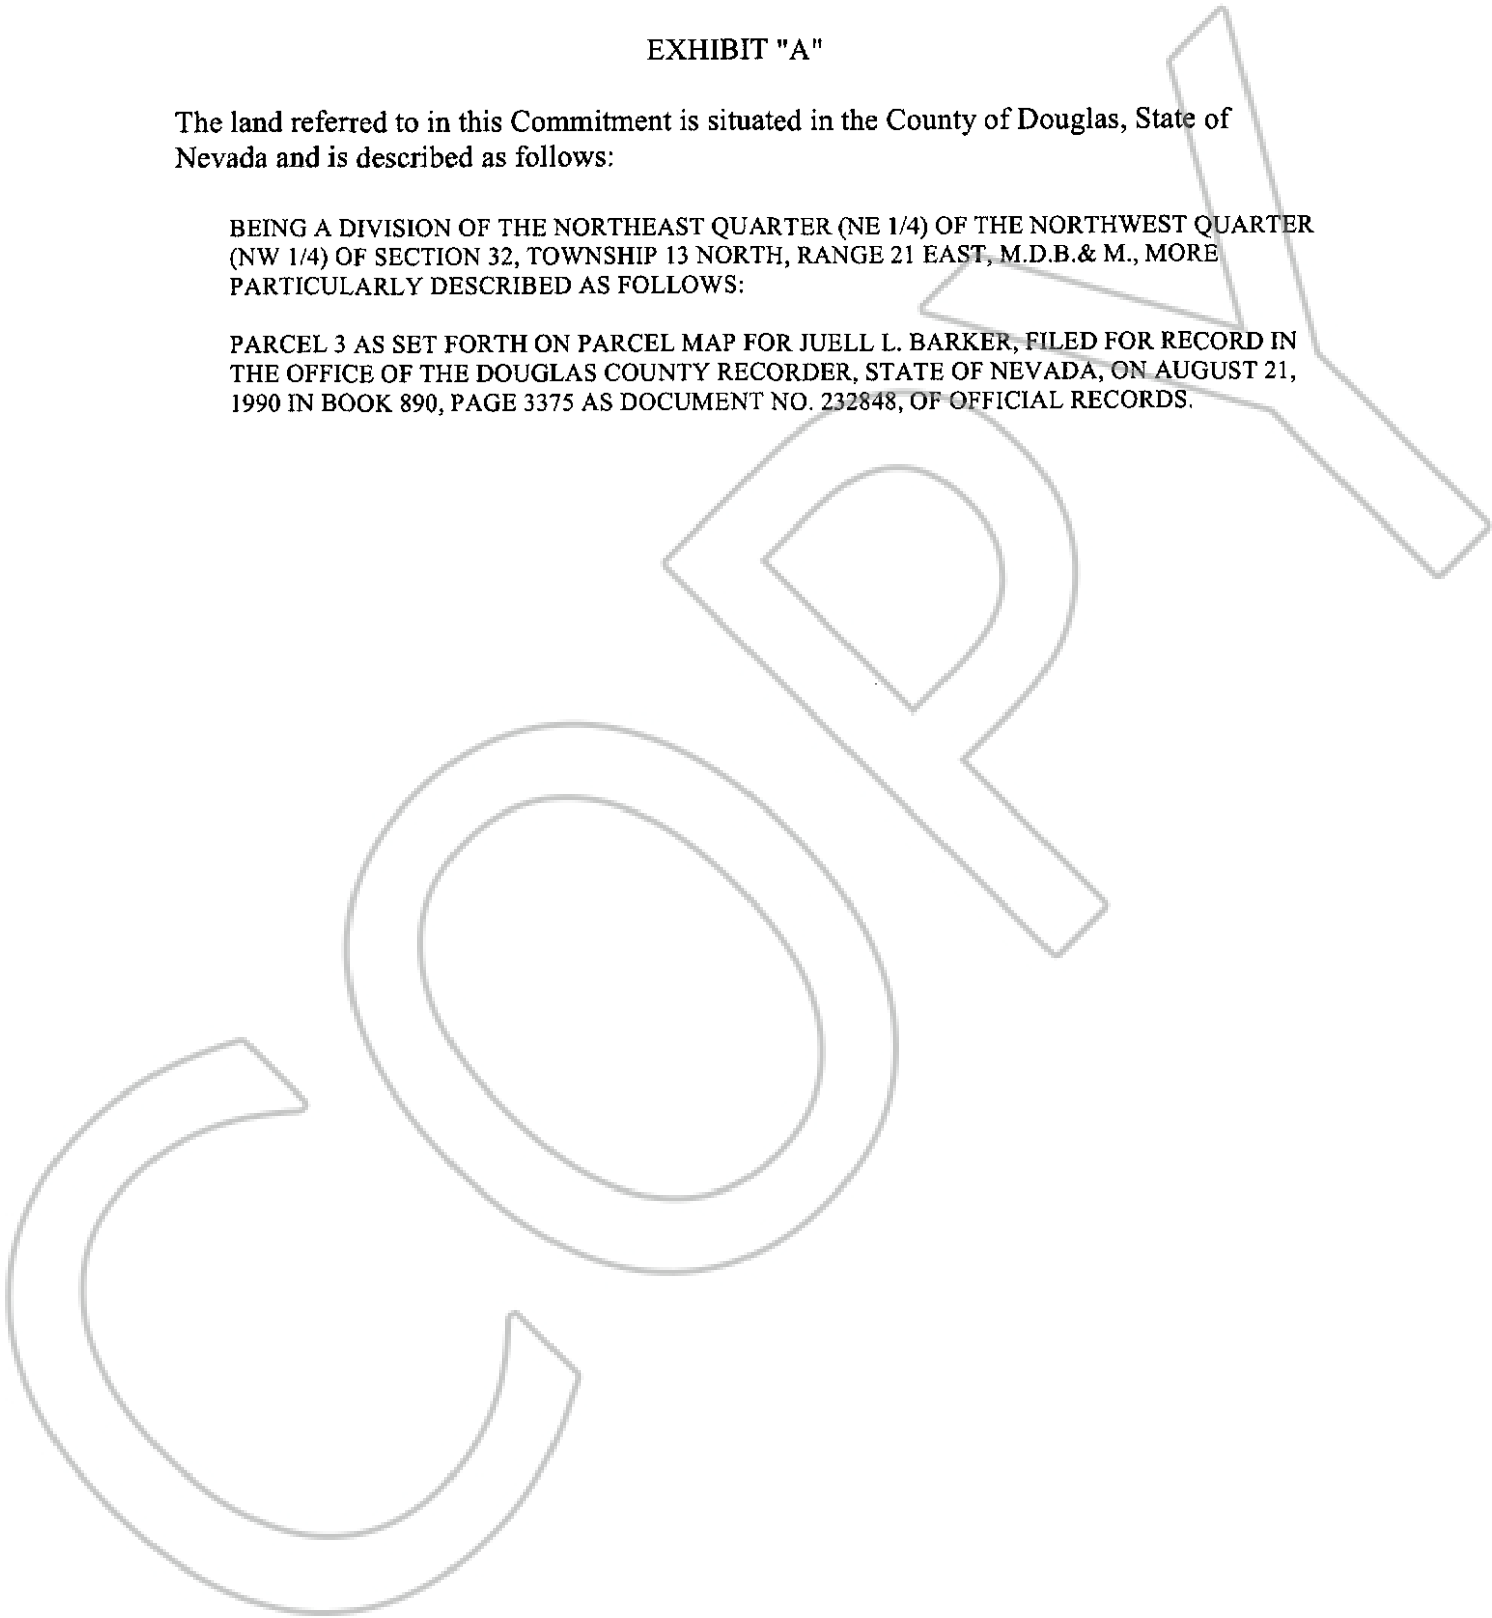 EXHIBIT "A"
The land referred to in this Commitment is situated in the County of Douglas, State of
Nevada and is described as follows:
BEING A DIVISION OF THE NORTHEAST QUARTER (NE 1/4) OF THE NORTHWEST QUARTER
(NW 1/4) OF SECTION 32, TOWNSHIP 13 NORTH, RANGE 21 EAST, M.D.B.& M., MORE
PARTICULARLY DESCRIBED AS FOLLOWS:
PARCEL 3 AS SET FORTH ON PARCEL MAP FOR JUELL L. BARKER, FILED FOR RECORD IN
THE OFFICE OF THE DOUGLAS COUNTY RECORDER, STATE OF NEVADA, ON AUGUST 21,
1990 IN BOOK 890, PAGE 3375 AS DOCUMENT NO. 232848, OF OFFICIAL RECORDS.
COPY